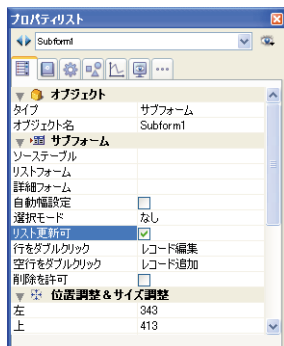 プロパティリスト
Subform1
オブジェクト
タイプ サブフォーム
オブジェクト名 Subform1
サブフォーム
ソーステーブル
リストフォーム
詳細フォーム
自動幅設定
選択モード なし
リスト更新可
行をダブルクリック レコード編集
空行をダブルクリック レコード追加
削除を許可
位置調整&サイズ調整
左 343
上 413